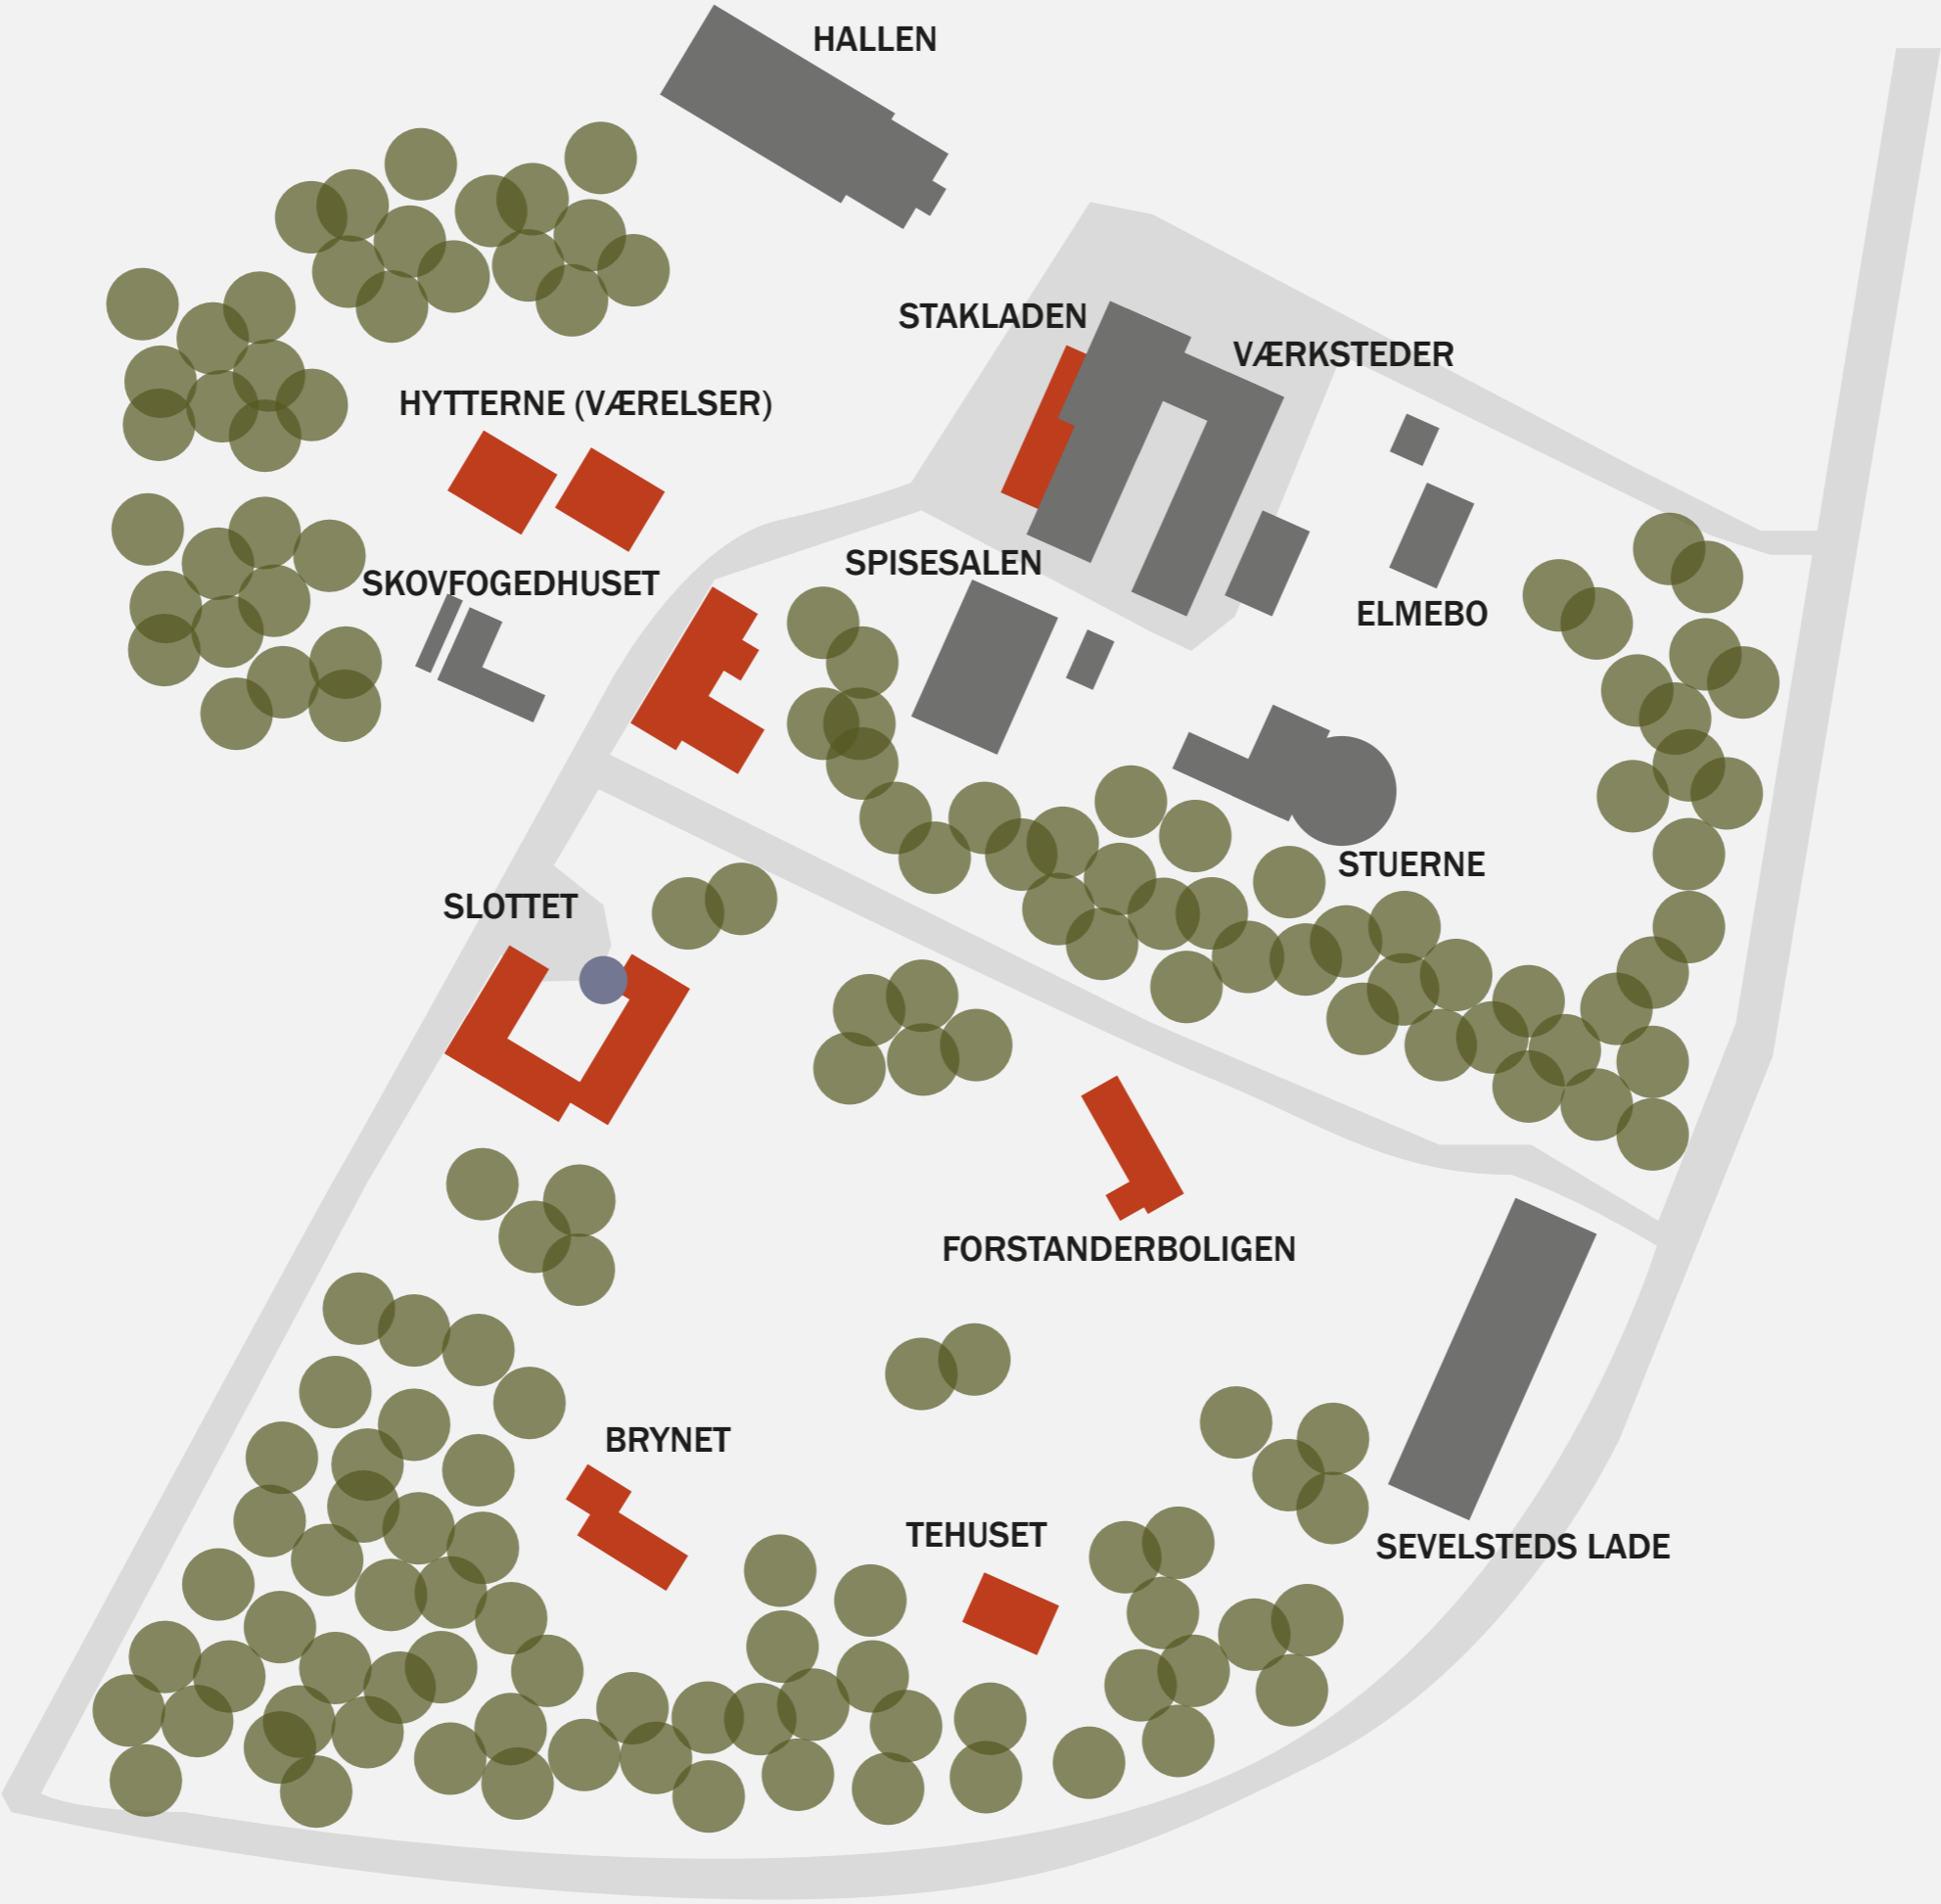 HALLEN
STAKLADEN
VÆRKSTEDER
HYTTERNE (VÆRELSER)
SPISESALEN
SKOVFOGEDHUSET
ELMEBO
STUERNE
SLOTTET
FORSTANDERBOLIGEN
BRYNET
TEHUSET
SEVELSTEDS LADE